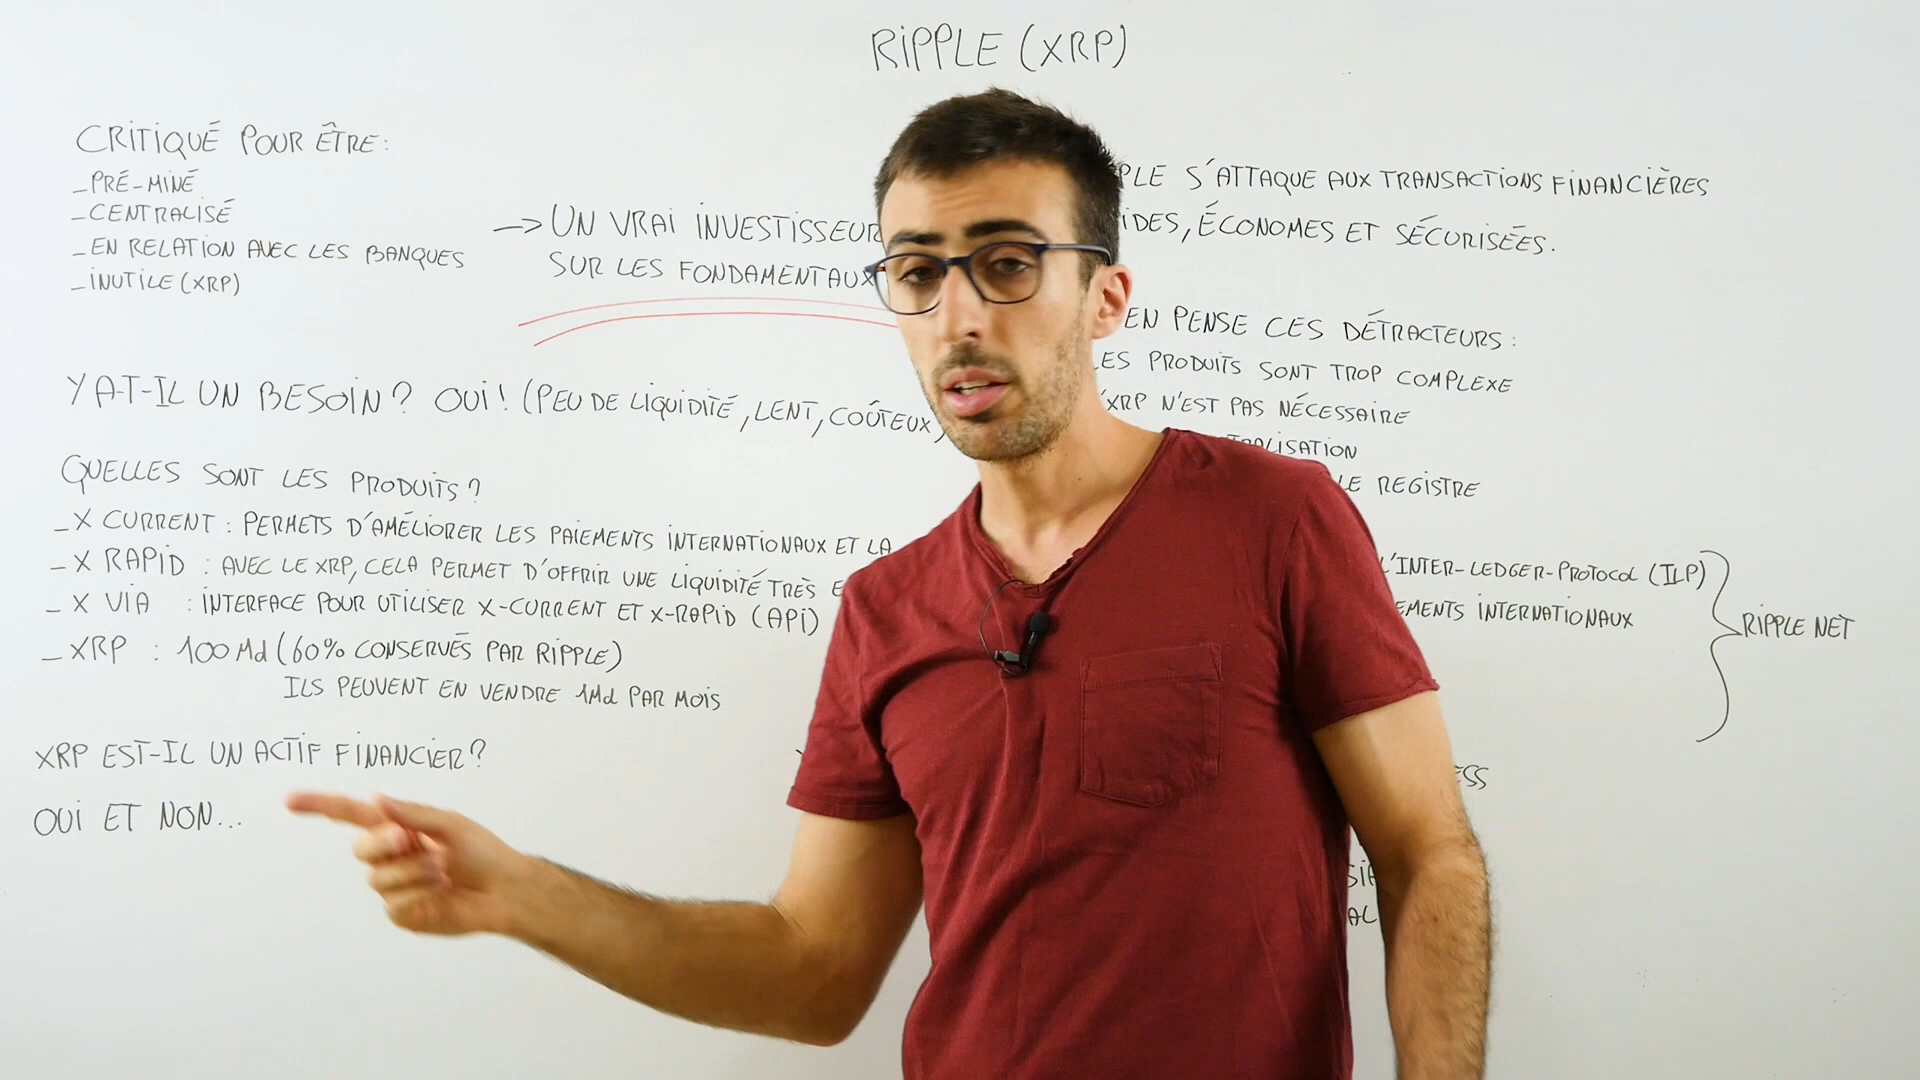 RIPPLE (XRP)
CRITIQUÉ POUR ÊTRE:
_PRÉ-MINÉ
_CENTRALISÉ
_EN RELATION AVEC LES BANQUES
_INUTILE (XRP)
-> UN VRAI INVESTISSEUR
SUR LES FONDAMENTAUX
Y A-T-IL UN BESOIN? OUI! (PEU DE LIQUIDITÉ, LENT, COÛTEUX)
QUELLES SONT LES PRODUITS?
_X CURRENT : PERMETS D'AMÉLIORER LES PAIEMENTS INTERNATIONAUX ET LA
_X RAPID : AVEC LE XRP, CELA PERMET D'OFFRIR UNE LIQUIDITÉ TRÈS
_X VIA : INTERFACE POUR UTILISER X-CURRENT ET X-RAPID (API)
_XRP : 100 Md (60% CONSERVÉS PAR RIPPLE)
ILS PEUVENT EN VENDRE 1Md PAR MOIS
XRP EST-IL UN ACTIF FINANCIER?
OUI ET NON...
S'ATTAQUE AUX TRANSACTIONS FINANCIÈRES
ÉCONOMES ET SÉCURISÉES.
EN PENSE CES DÉTRACTEURS:
PRODUITS SONT TROP COMPLEXE
XRP N'EST PAS NÉCESSAIRE
LE REGISTRE
L'INTER-LEDGER-PROTOCOL (ILP)
INTERNATIONAUX
RIPPLE NET